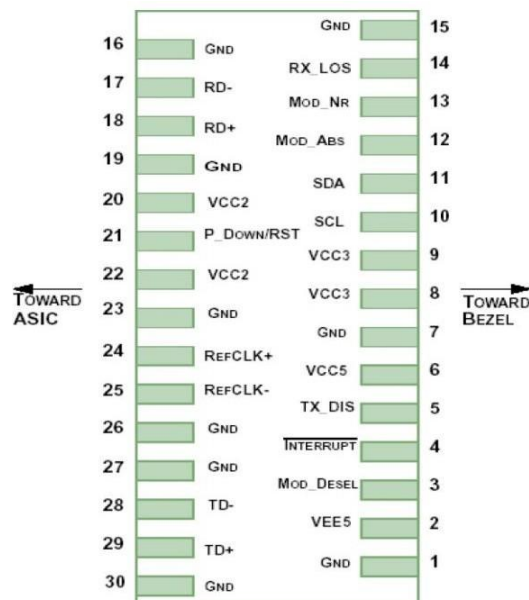 GND 15
16 GND
RX_LOS 14
17 RD-
MOD_NR 13
18 RD+
MOD_ABS 12
19 GND
SDA 11
20 VCC2
SCL 10
21 P_DOWN/RST
VCC3 9
22 VCC2
VCC3 8
TOWARD
ASIC
TOWARD
BEZEL
23 GND
GND 7
24 REFCLK+
VCC5 6
25 REFCLK-
TX_DIS 5
26 GND
INTERRUPT 4
27 GND
MOD_DESEL 3
28 TD-
VEE5 2
29 TD+
GND 1
30 GND